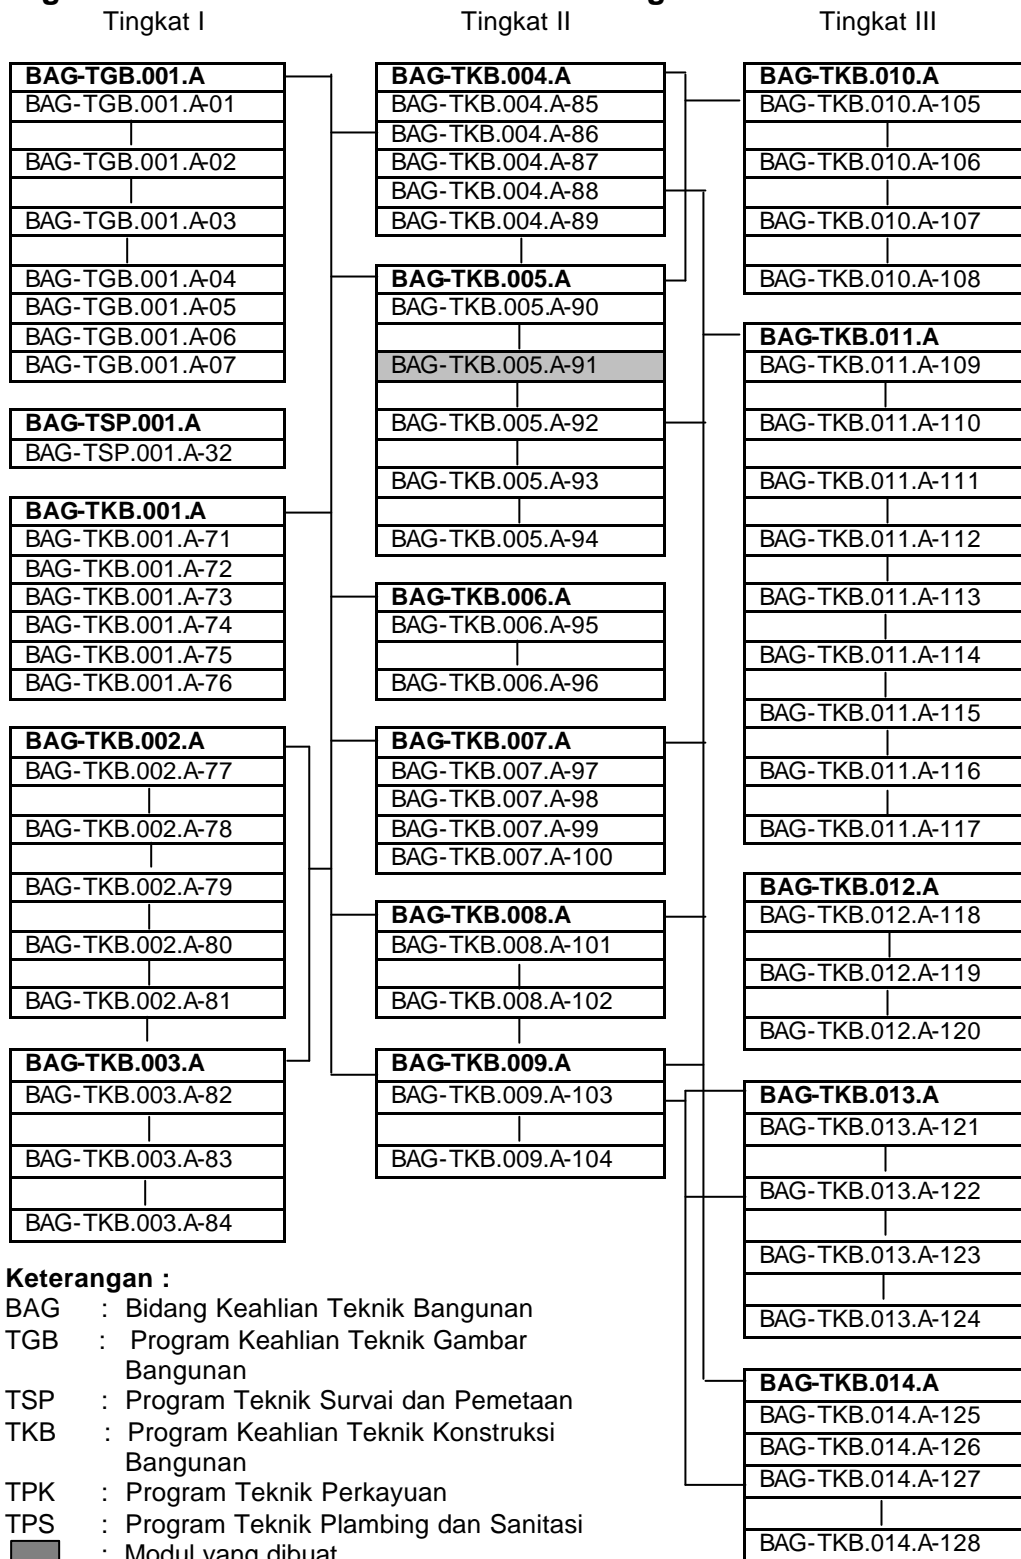 Tingkat I
Tingkat II
Tingkat III
BAG-TGB.001.A
BAG-TGB.001.A-01
BAG-TGB.001.A-02
BAG-TGB.001.A-03
BAG-TGB.001.A-04
BAG-TGB.001.A-05
BAG-TGB.001.A-06
BAG-TGB.001.A-07
BAG-TSP.001.A
BAG-TSP.001.A-32
BAG-TKB.001.A
BAG-TKB.001.A-71
BAG-TKB.001.A-72
BAG-TKB.001.A-73
BAG-TKB.001.A-74
BAG-TKB.001.A-75
BAG-TKB.001.A-76
BAG-TKB.002.A
BAG-TKB.002.A-77
BAG-TKB.002.A-78
BAG-TKB.002.A-79
BAG-TKB.002.A-80
BAG-TKB.002.A-81
BAG-TKB.003.A
BAG-TKB.003.A-82
BAG-TKB.003.A-83
BAG-TKB.003.A-84
BAG-TKB.004.A
BAG-TKB.004.A-85
BAG-TKB.004.A-86
BAG-TKB.004.A-87
BAG-TKB.004.A-88
BAG-TKB.004.A-89
BAG-TKB.005.A
BAG-TKB.005.A-90
BAG-TKB.005.A-91
BAG-TKB.005.A-92
BAG-TKB.005.A-93
BAG-TKB.005.A-94
BAG-TKB.006.A
BAG-TKB.006.A-95
BAG-TKB.006.A-96
BAG-TKB.007.A
BAG-TKB.007.A-97
BAG-TKB.007.A-98
BAG-TKB.007.A-99
BAG-TKB.007.A-100
BAG-TKB.008.A
BAG-TKB.008.A-101
BAG-TKB.008.A-102
BAG-TKB.009.A
BAG-TKB.009.A-103
BAG-TKB.009.A-104
BAG-TKB.010.A
BAG-TKB.010.A-105
BAG-TKB.010.A-106
BAG-TKB.010.A-107
BAG-TKB.010.A-108
BAG-TKB.011.A
BAG-TKB.011.A-109
BAG-TKB.011.A-110
BAG-TKB.011.A-111
BAG-TKB.011.A-112
BAG-TKB.011.A-113
BAG-TKB.011.A-114
BAG-TKB.011.A-115
BAG-TKB.011.A-116
BAG-TKB.011.A-117
BAG-TKB.012.A
BAG-TKB.012.A-118
BAG-TKB.012.A-119
BAG-TKB.012.A-120
BAG-TKB.013.A
BAG-TKB.013.A-121
BAG-TKB.013.A-122
BAG-TKB.013.A-123
BAG-TKB.013.A-124
BAG-TKB.014.A
BAG-TKB.014.A-125
BAG-TKB.014.A-126
BAG-TKB.014.A-127
BAG-TKB.014.A-128
Keterangan :
BAG : Bidang Keahlian Teknik Bangunan
TGB : Program Keahlian Teknik Gambar
Bangunan
TSP : Program Teknik Survai dan Pemetaan
TKB : Program Keahlian Teknik Konstruksi
Bangunan
TPK : Program Teknik Perkayuan
TPS : Program Teknik Plambing dan Sanitasi
: Modul yang dibuat